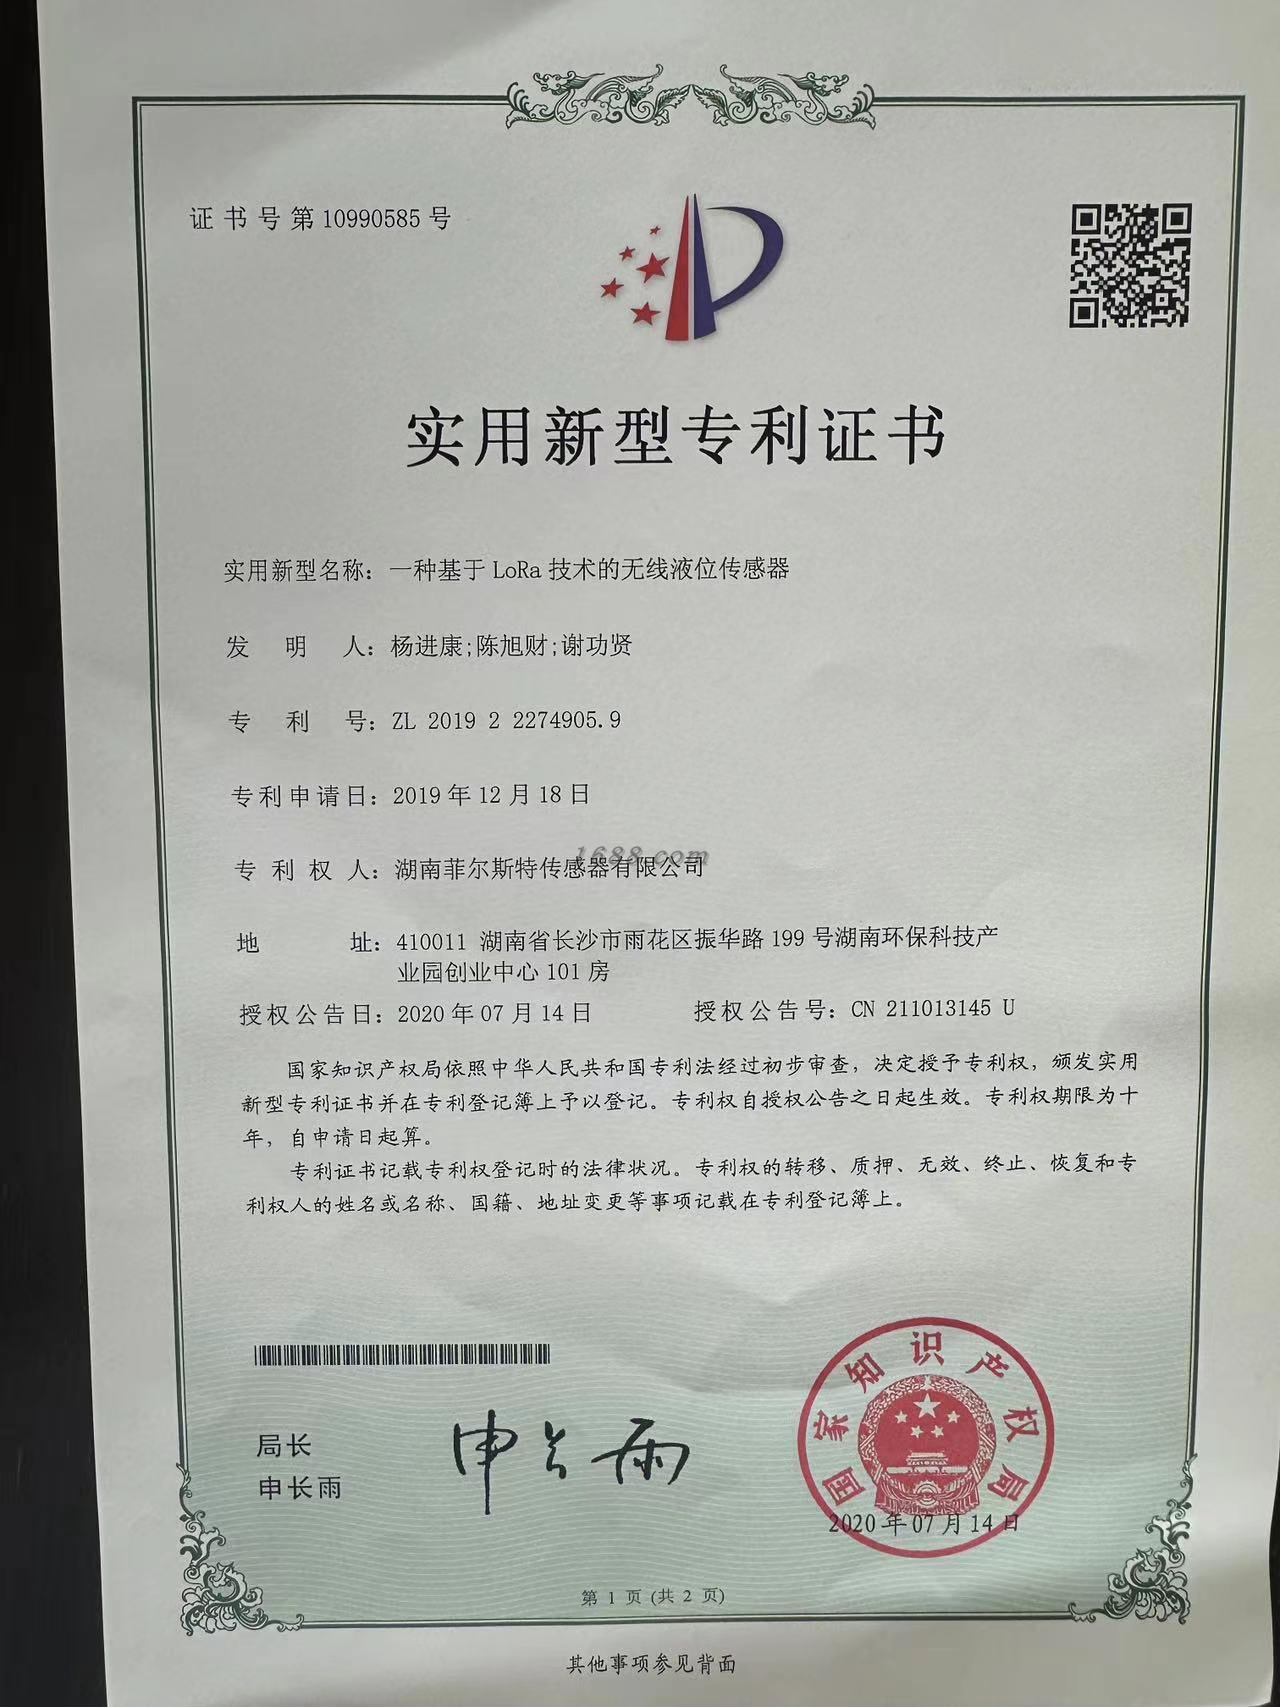 证书号第10990585号
实用新型专利证书
实用新型名称：一种基于 LoRa 技术的无线液位传感器
发明人：杨进康;陈旭财;谢功贤
专利号：ZL 2019 2 2274905.9
专利申请日：2019年12月18日
1688.com
专利权人：湖南菲尔斯特传感器有限公司
地址：410011 湖南省长沙市雨花区振华路199号湖南环保科技产
业园创业中心101房
授权公告日：2020年07月14日 授权公告号：CN 211013145 U
国家知识产权局依照中华人民共和国专利法经过初步审查，决定授予专利权，颁发实用
新型专利证书并在专利登记簿上予以登记。专利权自授权公告之日起生效。专利权期限为十
年，自申请日起算。
专利证书记载专利权登记时的法律状况。专利权的转移、质押、无效、终止、恢复和专
利权人的姓名或名称、国籍、地址变更等事项记载在专利登记簿上。
局长
申长雨
申长雨
国家知识产权局
2020年07月14日
第 1 页 (共 2 页)
其他事项参见背面